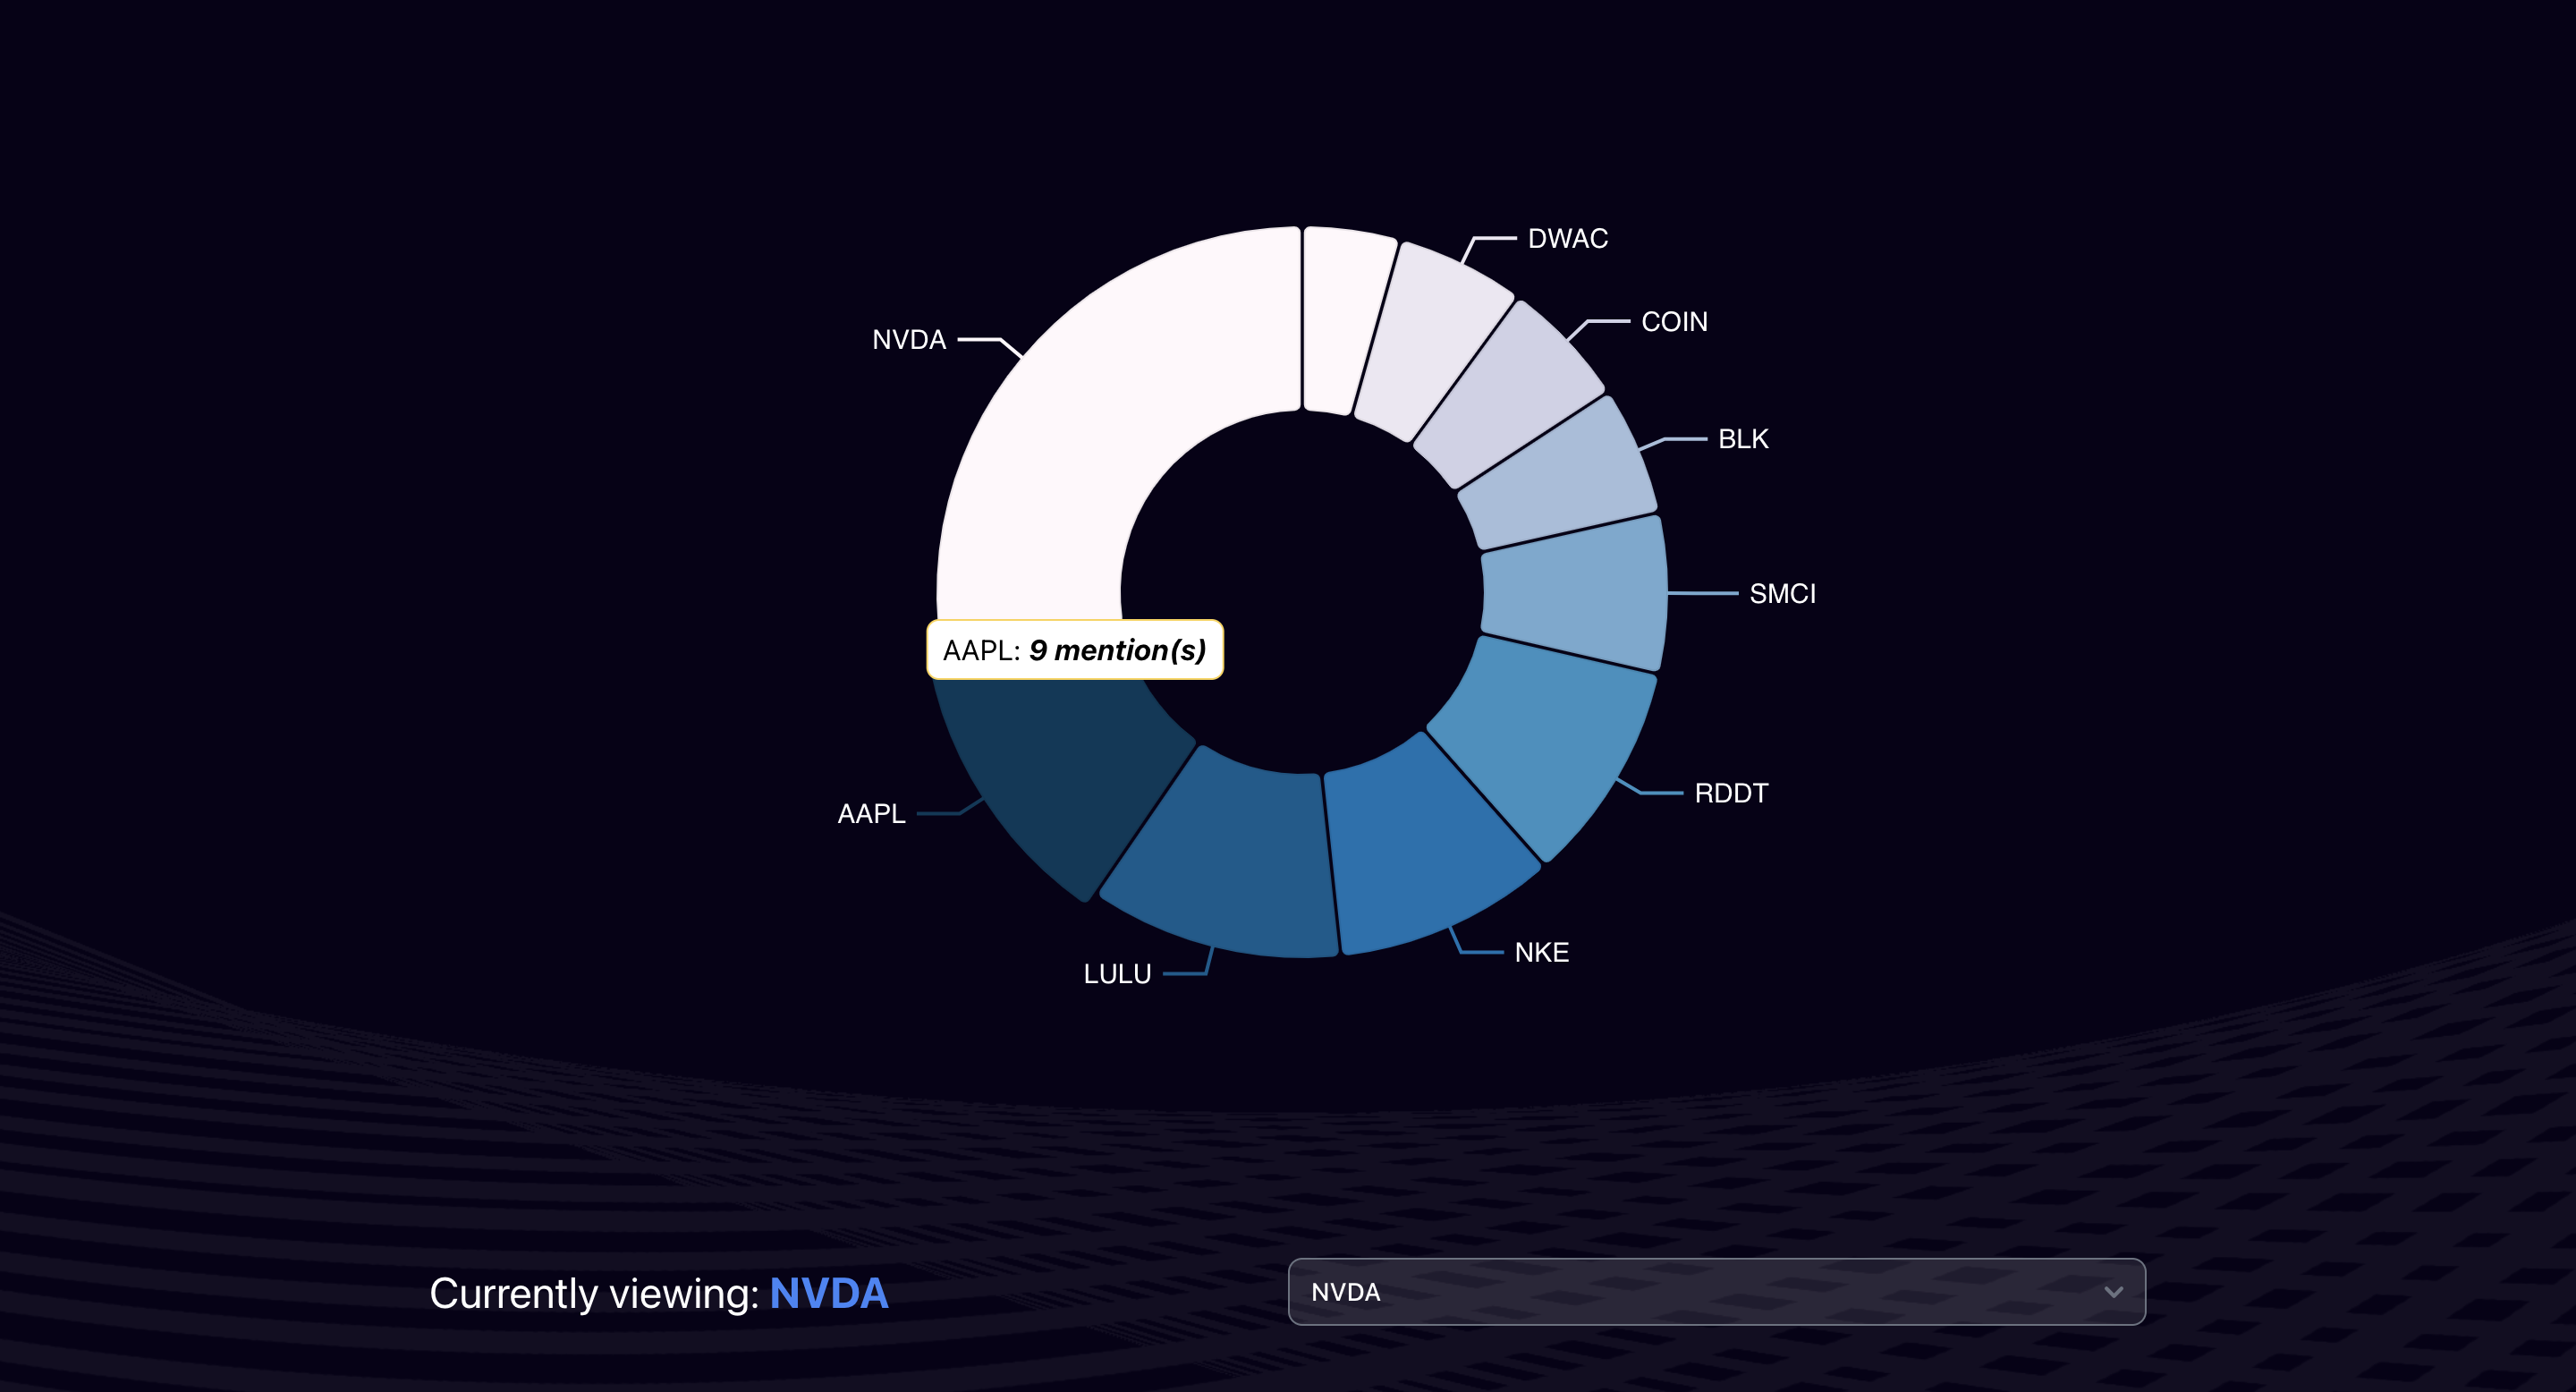 DWAC
COIN
NVDA
BLK
SMCI
AAPL: 9 mention(s)
RDDT
AAPL
NKE
LULU
Currently viewing: NVDA
NVDA